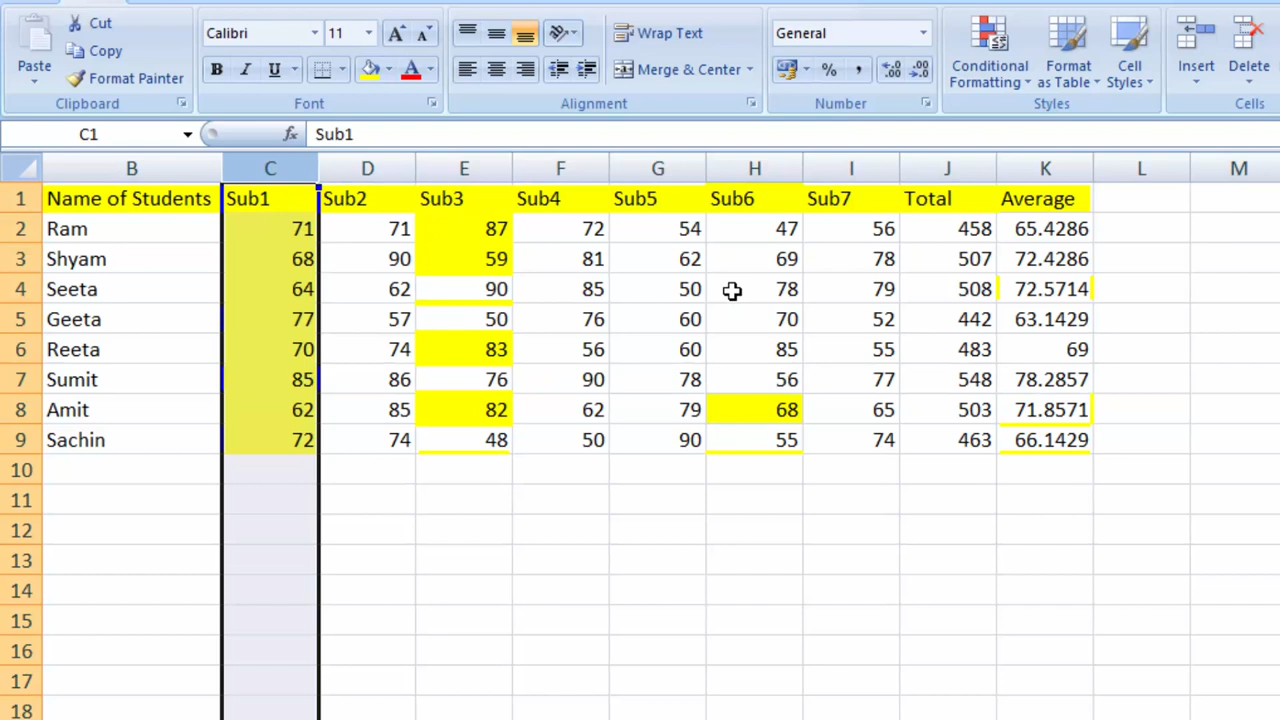 Cut
Copy
Format Painter
Paste
Clipboard
Calibri 11 A A
B I U A
Font
Wrap Text
Merge & Center
Alignment
General
% , .00 .00
Number
Conditional Formatting
Format as Table
Cell Styles
Styles
Insert Delete
Cells
C1 fx Sub1
B C D E F G H I J K L M
1 Name of Students Sub1 Sub2 Sub3 Sub4 Sub5 Sub6 Sub7 Total Average
2 Ram 71 71 87 72 54 47 56 458 65.4286
3 Shyam 68 90 59 81 62 69 78 507 72.4286
4 Seeta 64 62 90 85 50 78 79 508 72.5714
5 Geeta 77 57 50 76 60 70 52 442 63.1429
6 Reeta 70 74 83 56 60 85 55 483 69
7 Sumit 85 86 76 90 78 56 77 548 78.2857
8 Amit 62 85 82 62 79 68 65 503 71.8571
9 Sachin 72 74 48 50 90 55 74 463 66.1429
10
11
12
13
14
15
16
17
18